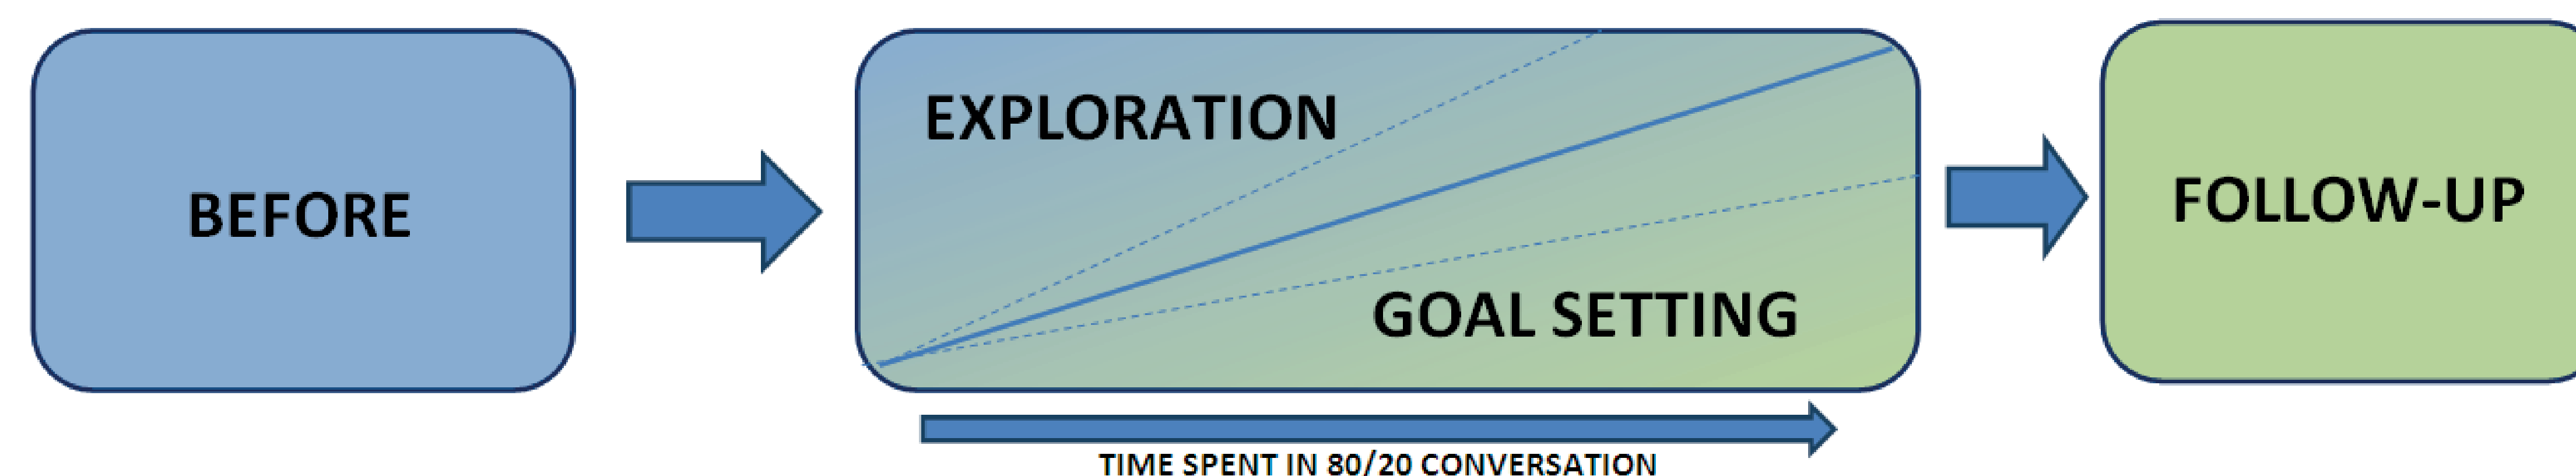 BEFORE
EXPLORATION
GOAL SETTING
FOLLOW-UP
TIME SPENT IN 80/20 CONVERSATION